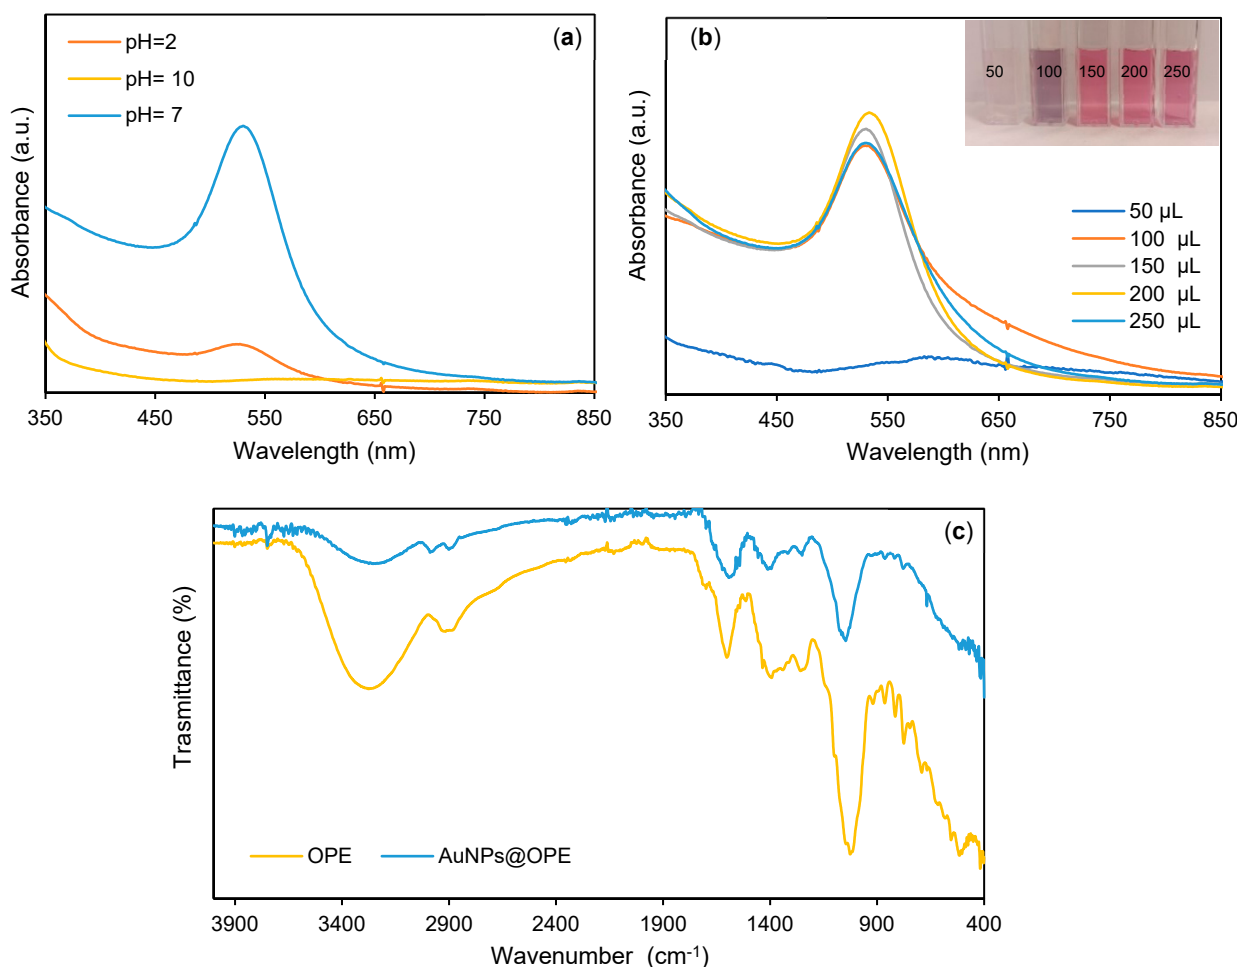 (a)
pH=2
pH= 10
pH= 7
Absorbance (a.u.)
350 450 550 650 750 850
Wavelength (nm)
(b)
50 100 150 200 250
50 µL
100 µL
150 µL
200 µL
250 µL
Absorbance (a.u.)
350 450 550 650 750 850
Wavelength (nm)
(c)
Trasmittance (%)
OPE AuNPs@OPE
3900 3400 2900 2400 1900 1400 900 400
Wavenumber (cm⁻¹)